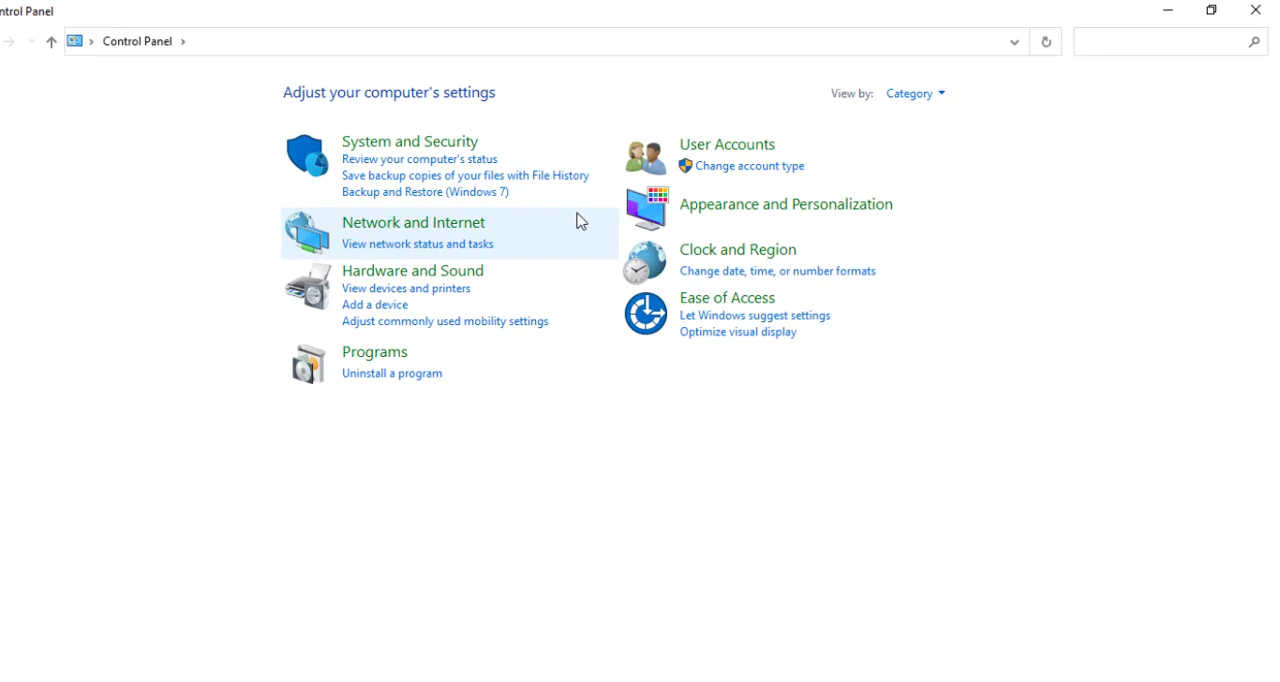 ntrol Panel
Control Panel
Adjust your computer's settings
View by: Category
System and Security
Review your computer's status
Save backup copies of your files with File History
Backup and Restore (Windows 7)
Network and Internet
View network status and tasks
Hardware and Sound
View devices and printers
Add a device
Adjust commonly used mobility settings
Programs
Uninstall a program
User Accounts
Change account type
Appearance and Personalization
Clock and Region
Change date, time, or number formats
Ease of Access
Let Windows suggest settings
Optimize visual display